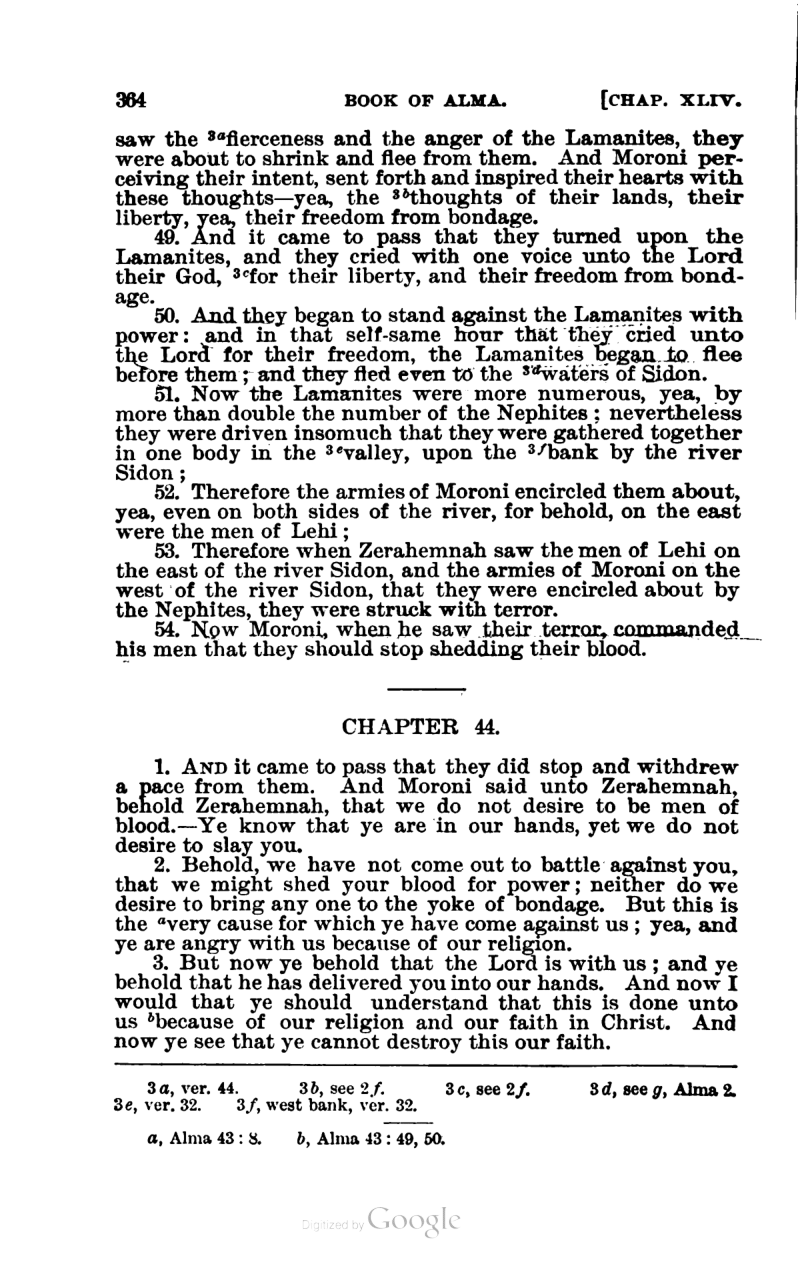 364 BOOK OF ALMA. [CHAP. XLIV.
saw the 3afierceness and the anger of the Lamanites, they
were about to shrink and flee from them. And Moroni per-
ceiving their intent, sent forth and inspired their hearts with
these thoughts—yea, the 3bthoughts of their lands, their
liberty, yea, their freedom from bondage.
49. And it came to pass that they turned upon the
Lamanites, and they cried with one voice unto the Lord
their God, 3cfor their liberty, and their freedom from bond-
age.
50. And they began to stand against the Lamanites with
power: and in that self-same hour that they cried unto
the Lord for their freedom, the Lamanites began to flee
before them; and they fled even to the 3dwaters of Sidon.
51. Now the Lamanites were more numerous, yea, by
more than double the number of the Nephites; nevertheless
they were driven insomuch that they were gathered together
in one body in the 3evalley, upon the 3fbank by the river
Sidon;
52. Therefore the armies of Moroni encircled them about,
yea, even on both sides of the river, for behold, on the east
were the men of Lehi;
53. Therefore when Zerahemnah saw the men of Lehi on
the east of the river Sidon, and the armies of Moroni on the
west of the river Sidon, that they were encircled about by
the Nephites, they were struck with terror.
54. Now Moroni, when he saw their terror, commanded
his men that they should stop shedding their blood.
CHAPTER 44.
1. AND it came to pass that they did stop and withdrew
a pace from them. And Moroni said unto Zerahemnah,
behold Zerahemnah, that we do not desire to be men of
blood.—Ye know that ye are in our hands, yet we do not
desire to slay you.
2. Behold, we have not come out to battle against you,
that we might shed your blood for power; neither do we
desire to bring any one to the yoke of bondage. But this is
the avery cause for which ye have come against us; yea, and
ye are angry with us because of our religion.
3. But now ye behold that the Lord is with us; and ye
behold that he has delivered you into our hands. And now I
would that ye should understand that this is done unto
us bbecause of our religion and our faith in Christ. And
now ye see that ye cannot destroy this our faith.
3a, ver. 44. 3b, see 2f. 3c, see 2f. 3d, see g, Alma 2.
3e, ver. 32. 3f, west bank, ver. 32.
a, Alma 43: 8. b, Alma 43: 49, 50.
Digitized by Google